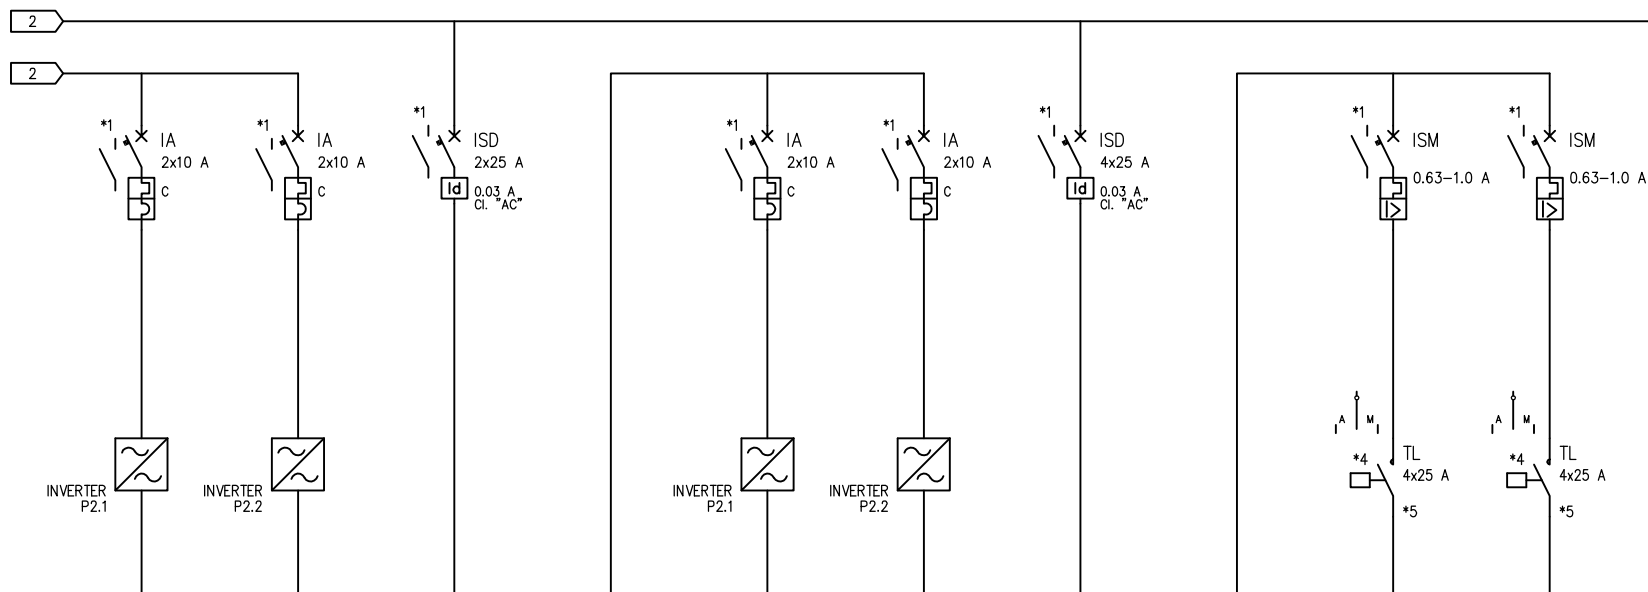 2
2
*1
IA
2x10 A
C
*1
IA
2x10 A
C
*1
ISD
2x25 A
Id
0.03 A
Cl. "AC"
*1
IA
2x10 A
C
*1
IA
2x10 A
C
*1
ISD
4x25 A
Id
0.03 A
Cl. "AC"
*1
ISM
0.63-1.0 A
I>
*1
ISM
0.63-1.0 A
I>
INVERTER
P2.1
INVERTER
P2.2
INVERTER
P2.1
INVERTER
P2.2
A M
*4
TL
4x25 A
*5
A M
*4
TL
4x25 A
*5